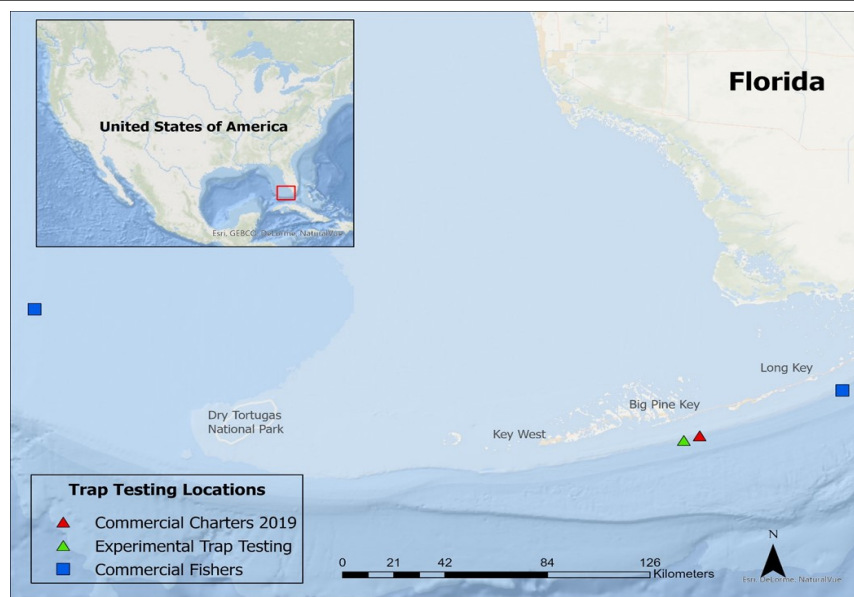 Florida
United States of America
Esri, GEBCO, DeLorme, NaturalVue
Long Key
Big Pine Key
Dry Tortugas
National Park
Key West
Trap Testing Locations
Commercial Charters 2019
Experimental Trap Testing
Commercial Fishers
N
0 21 42 84 126
Kilometers
Esri, DeLorme, NaturalVue